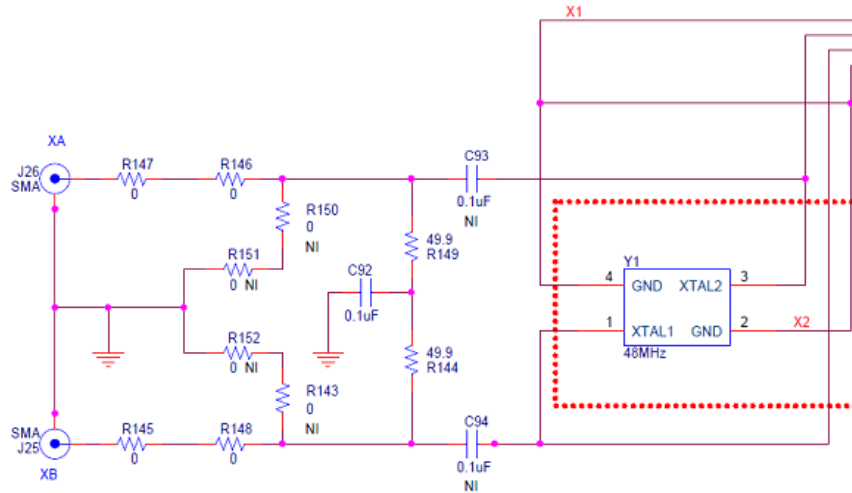 X1
XA
J26
SMA
R147
0
R146
0
C93
0.1uF
NI
R150
0
NI
R151
0 NI
49.9
R149
C92
0.1uF
Y1
4
GND
XTAL2
3
1
XTAL1
GND
2
X2
48MHz
R152
0 NI
49.9
R144
R143
0
NI
SMA
J25
XB
R145
0
R148
0
C94
0.1uF
NI